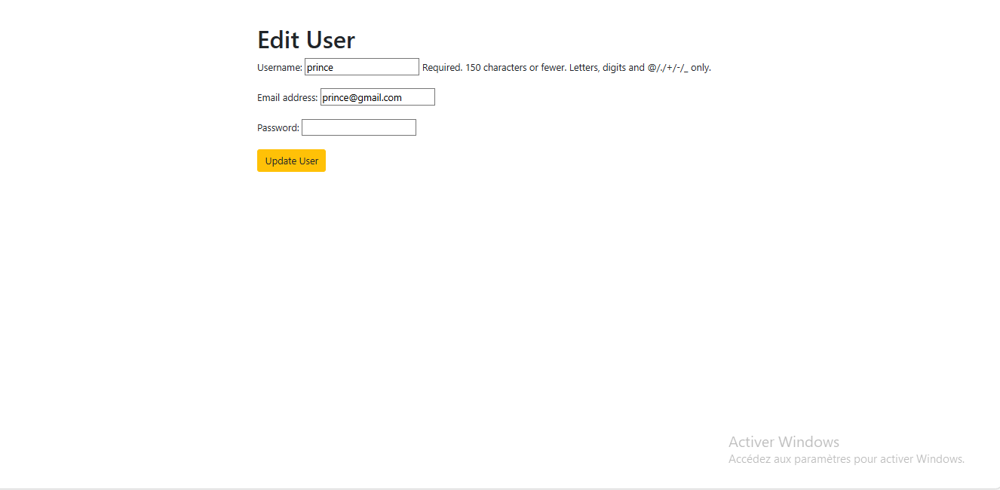 Edit User
Username: prince Required. 150 characters or fewer. Letters, digits and @/./+/-/_ only.
Email address: prince@gmail.com
Password:
Update User
Activer Windows
Accédez aux paramètres pour activer Windows.